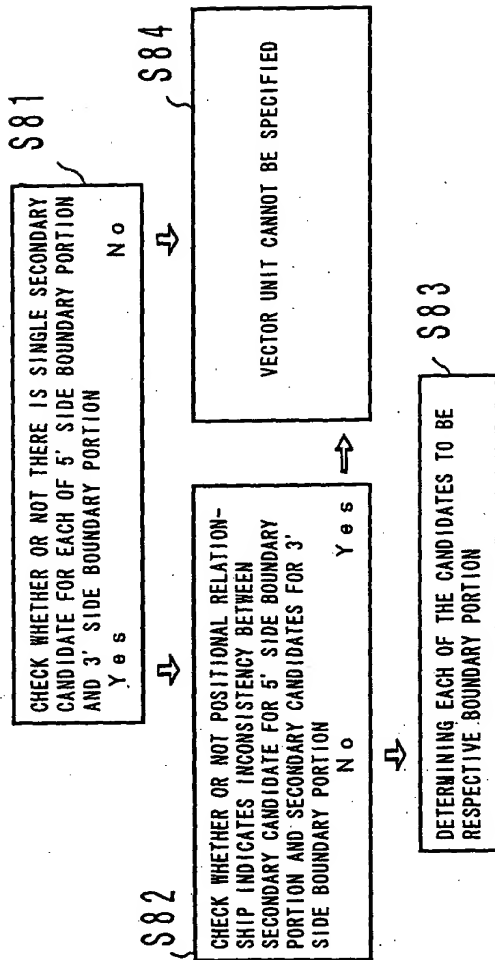 S81
CHECK WHETHER OR NOT THERE IS SINGLE SECONDARY
CANDIDATE FOR EACH OF 5' SIDE BOUNDARY PORTION
AND 3' SIDE BOUNDARY PORTION
Yes No
S82
CHECK WHETHER OR NOT POSITIONAL RELATION-
SHIP INDICATES INCONSISTENCY BETWEEN
SECONDARY CANDIDATE FOR 5' SIDE BOUNDARY
PORTION AND SECONDARY CANDIDATES FOR 3'
SIDE BOUNDARY PORTION
No Yes
S84
VECTOR UNIT CANNOT BE SPECIFIED
S83
DETERMINING EACH OF THE CANDIDATES TO BE
RESPECTIVE BOUNDARY PORTION